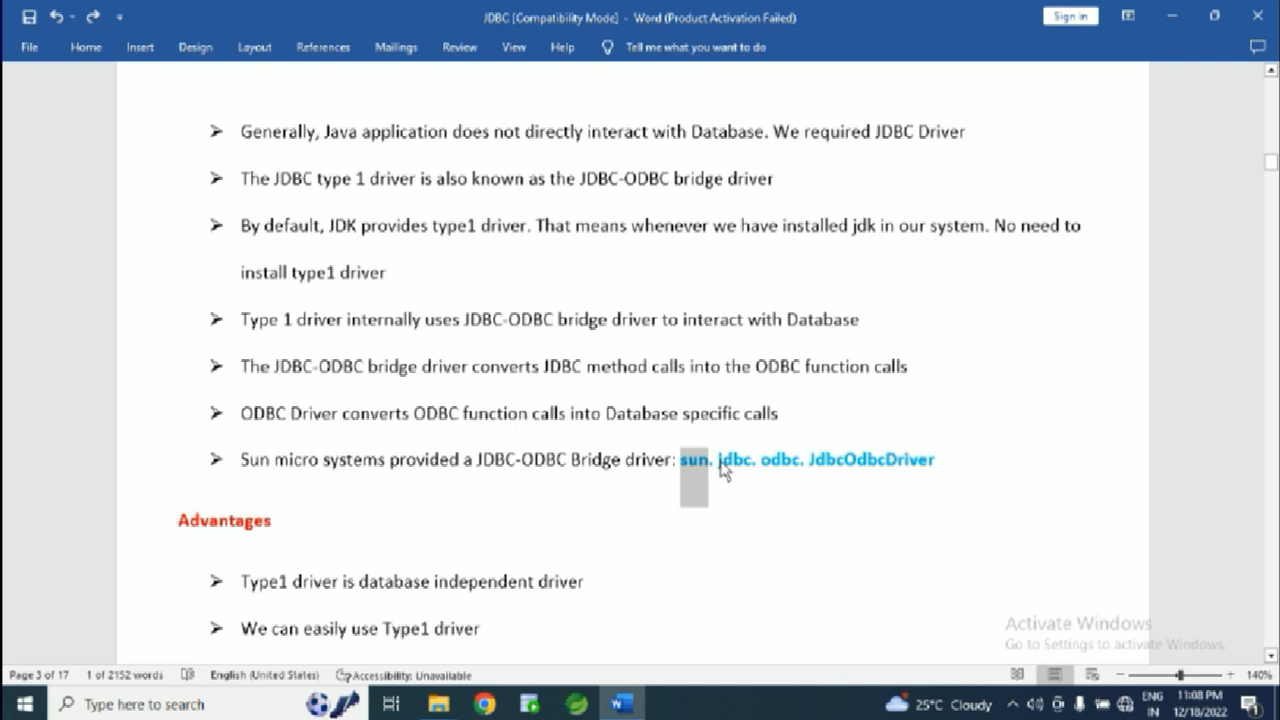 JDBC [Compatibility Mode] - Word (Product Activation Failed)
Sign in
File Home Insert Design Layout References Mailings Review View Help Tell me what you want to do
➢ Generally, Java application does not directly interact with Database. We required JDBC Driver
➢ The JDBC type 1 driver is also known as the JDBC-ODBC bridge driver
➢ By default, JDK provides type1 driver. That means whenever we have installed jdk in our system. No need to
install type1 driver
➢ Type 1 driver internally uses JDBC-ODBC bridge driver to interact with Database
➢ The JDBC-ODBC bridge driver converts JDBC method calls into the ODBC function calls
➢ ODBC Driver converts ODBC function calls into Database specific calls
➢ Sun micro systems provided a JDBC-ODBC Bridge driver: sun. jdbc. odbc. JdbcOdbcDriver
Advantages
➢ Type1 driver is database independent driver
➢ We can easily use Type1 driver
Activate Windows
Go to Settings to activate Windows.
Page 3 of 17 1 of 2152 words English (United States) Accessibility: Unavailable 140%
Type here to search 25°C Cloudy ENG 11:08 PM
IN 12/18/2022 1